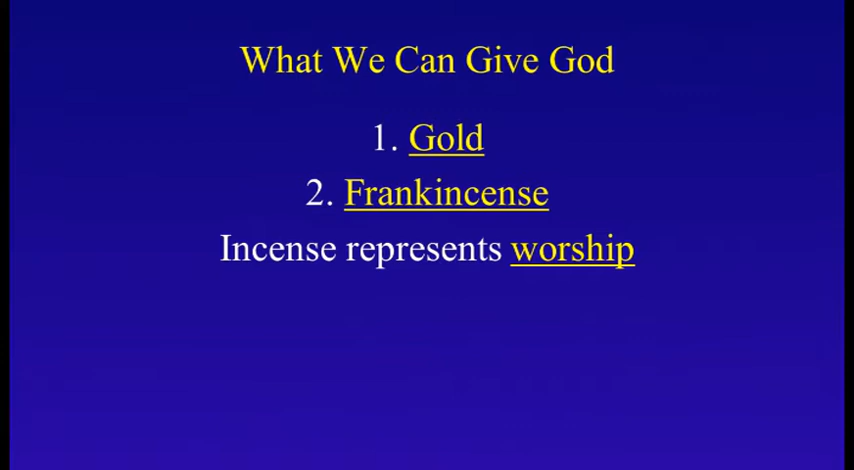 What We Can Give God
1. Gold
2. Frankincense
Incense represents worship